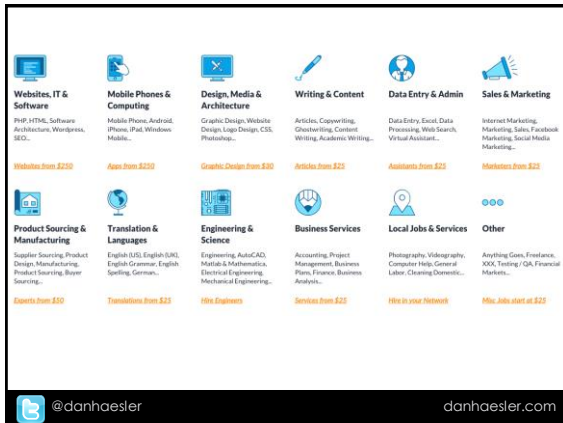 Websites, IT &
Software
PHP, HTML, Software
Architecture, Wordpress,
SEO...
Websites from $250
Mobile Phones &
Computing
Mobile Phone, Android,
iPhone, iPad, Windows
Mobile...
Apps from $250
Design, Media &
Architecture
Graphic Design, Website
Design, Logo Design, CSS,
Photoshop...
Graphic Design from $30
Writing & Content
Articles, Copywriting,
Ghostwriting, Content
Writing, Academic Writing...
Articles from $25
Data Entry & Admin
Data Entry, Excel, Data
Processing, Web Search,
Virtual Assistant...
Assistants from $25
Sales & Marketing
Internet Marketing,
Marketing, Sales, Facebook
Marketing, Social Media
Marketing...
Marketers from $25
Product Sourcing &
Manufacturing
Supplier Sourcing, Product
Design, Manufacturing,
Product Sourcing, Buyer
Sourcing...
Experts from $50
Translation &
Languages
English (US), English (UK),
English Grammar, English
Spelling, German...
Translations from $25
Engineering &
Science
Engineering, AutoCAD,
Matlab & Mathematica,
Electrical Engineering,
Mechanical Engineering...
Hire Engineers
Business Services
Accounting, Project
Management, Business
Plans, Finance, Business
Analysis...
Services from $25
Local Jobs & Services
Photography, Videography,
Computer Help, General
Labor, Cleaning Domestic...
Hire in your Network
Other
Anything Goes, Freelance,
XXX, Testing / QA, Financial
Markets...
Misc Jobs start at $25
@danhaesler
danhaesler.com